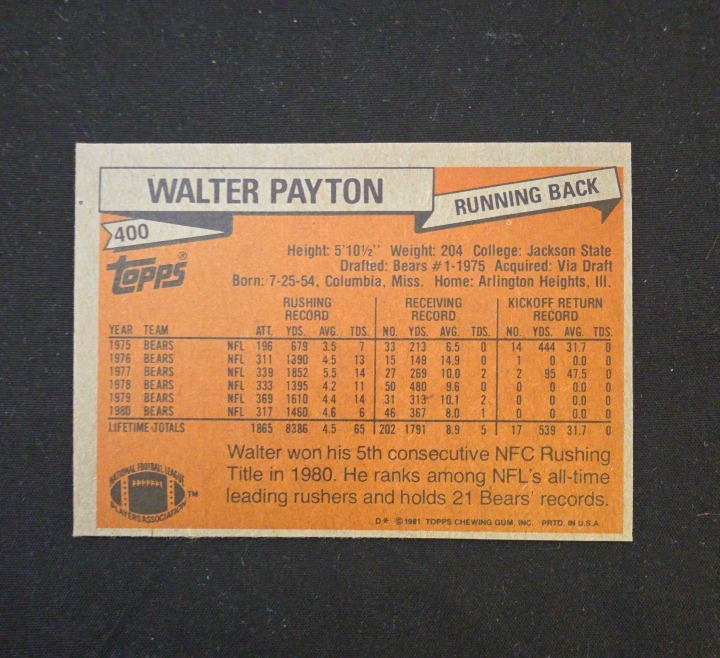 WALTER PAYTON
RUNNING BACK
400
TOPPS®
Height: 5'10½'' Weight: 204 College: Jackson State
Drafted: Bears #1-1975 Acquired: Via Draft
Born: 7-25-54, Columbia, Miss. Home: Arlington Heights, Ill.
RUSHING RECORD RECEIVING RECORD KICKOFF RETURN RECORD
YEAR TEAM ATT. YDS. AVG. TDS. NO. YDS. AVG. TDS. NO. YDS. AVG. TDS.
1975 BEARS NFL 196 679 3.5 7 33 213 6.5 0 14 444 31.7 0
1976 BEARS NFL 311 1390 4.5 13 15 149 14.9 0 1 0 0.0 0
1977 BEARS NFL 339 1852 5.5 14 27 269 10.0 2 2 95 47.5 0
1978 BEARS NFL 333 1395 4.2 11 50 480 9.6 0 0 0 0.0 0
1979 BEARS NFL 369 1610 4.4 14 31 313 10.1 2 0 0 0.0 0
1980 BEARS NFL 317 1460 4.6 6 46 367 8.0 1 0 0 0.0 0
LIFETIME TOTALS 1865 8386 4.5 65 202 1791 8.9 5 17 539 31.7 0
Walter won his 5th consecutive NFC Rushing
Title in 1980. He ranks among NFL's all-time
leading rushers and holds 21 Bears' records.
NATIONAL FOOTBALL LEAGUE
PLAYERS ASSOCIATION
™
D* ©1981 TOPPS CHEWING GUM, INC. PRTD. IN U.S.A.